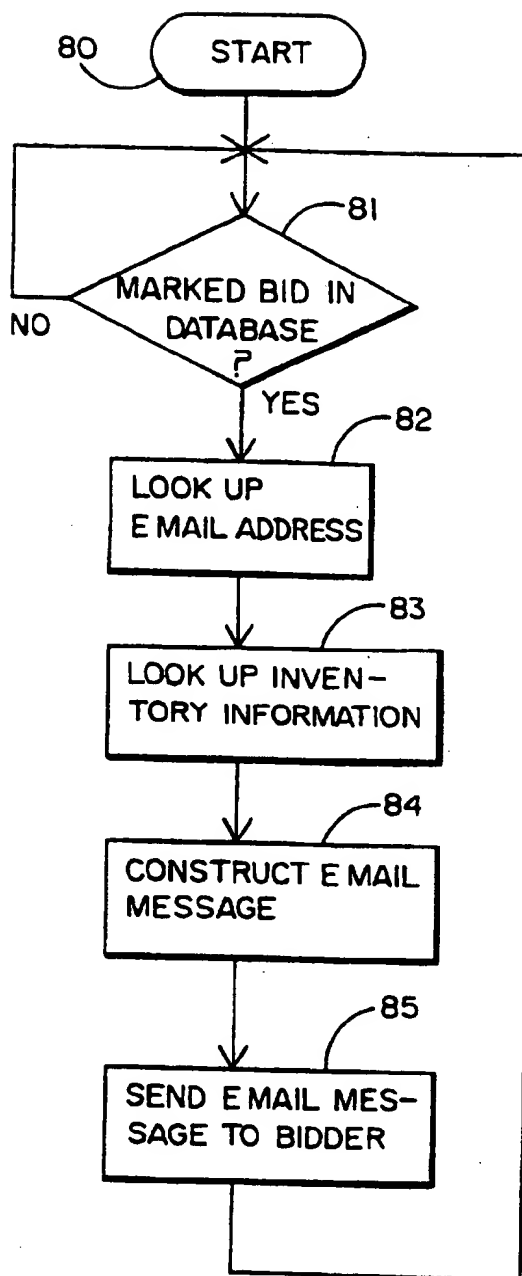 80
START
81
MARKED BID IN
DATABASE
?
NO
YES
82
LOOK UP
E MAIL ADDRESS
83
LOOK UP INVEN-
TORY INFORMATION
84
CONSTRUCT E MAIL
MESSAGE
85
SEND E MAIL MES-
SAGE TO BIDDER